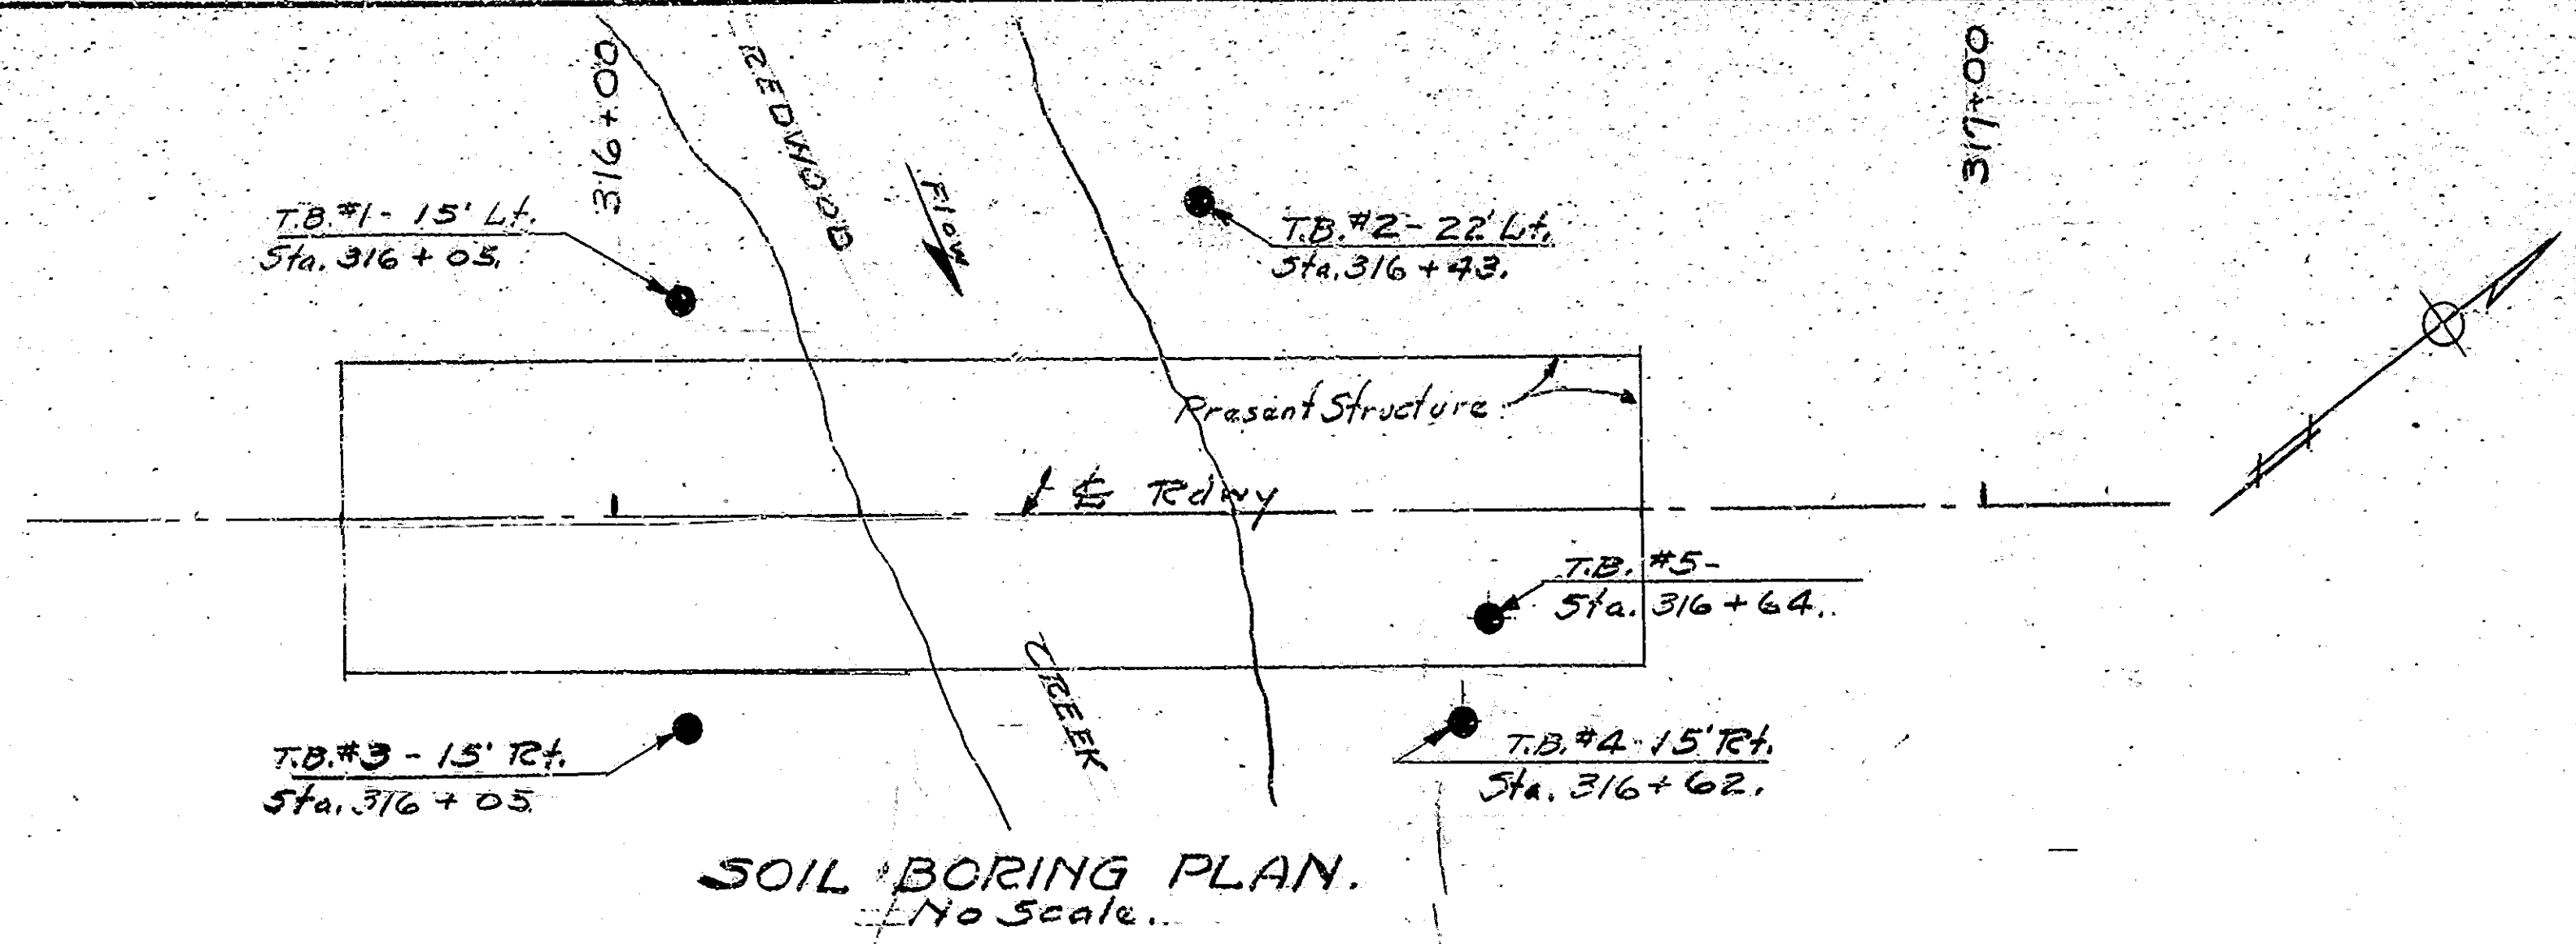 316+00
REDWOOD
Flow
317+00
T.B.#1- 15' Lt.
Sta. 316 + 05.
T.B.#2- 22' Lt.
Sta. 316 + 43.
Present Structure
℄ Rdwy
T.B. #5-
Sta. 316 + 64.
CREEK
T.B.#3 - 15' Rt.
Sta. 316 + 05
T.B.#4-15' Rt.
Sta. 316 + 62.
SOIL BORING PLAN.
No Scale.